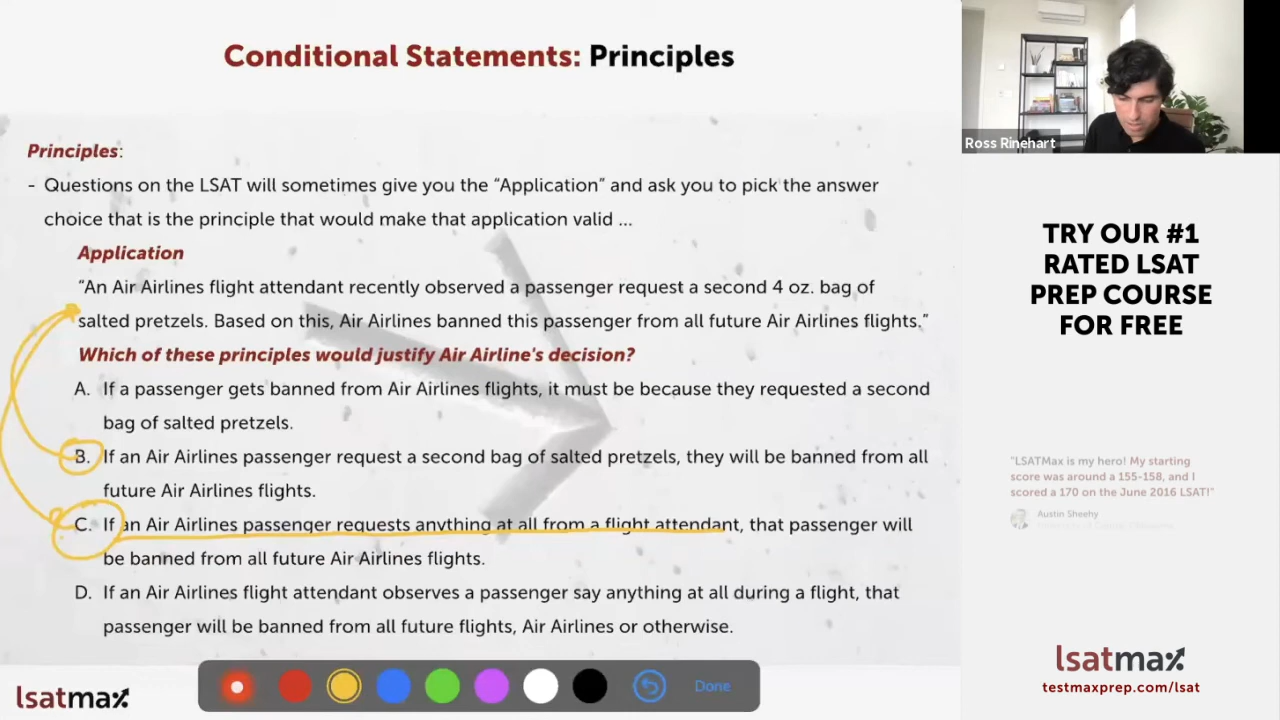 Conditional Statements: Principles
Ross Rinehart
Principles:
- Questions on the LSAT will sometimes give you the “Application” and ask you to pick the answer
choice that is the principle that would make that application valid ...
Application
“An Air Airlines flight attendant recently observed a passenger request a second 4 oz. bag of
salted pretzels. Based on this, Air Airlines banned this passenger from all future Air Airlines flights.”
Which of these principles would justify Air Airline's decision?
A. If a passenger gets banned from Air Airlines flights, it must be because they requested a second
bag of salted pretzels.
B. If an Air Airlines passenger request a second bag of salted pretzels, they will be banned from all
future Air Airlines flights.
C. If an Air Airlines passenger requests anything at all from a flight attendant, that passenger will
be banned from all future Air Airlines flights.
D. If an Air Airlines flight attendant observes a passenger say anything at all during a flight, that
passenger will be banned from all future flights, Air Airlines or otherwise.
Done
lsatmax
TRY OUR #1
RATED LSAT
PREP COURSE
FOR FREE
"LSATMax is my hero! My starting
score was around a 155-158, and I
scored a 170 on the June 2016 LSAT!"
Austin Sheehy
lsatmax
testmaxprep.com/lsat